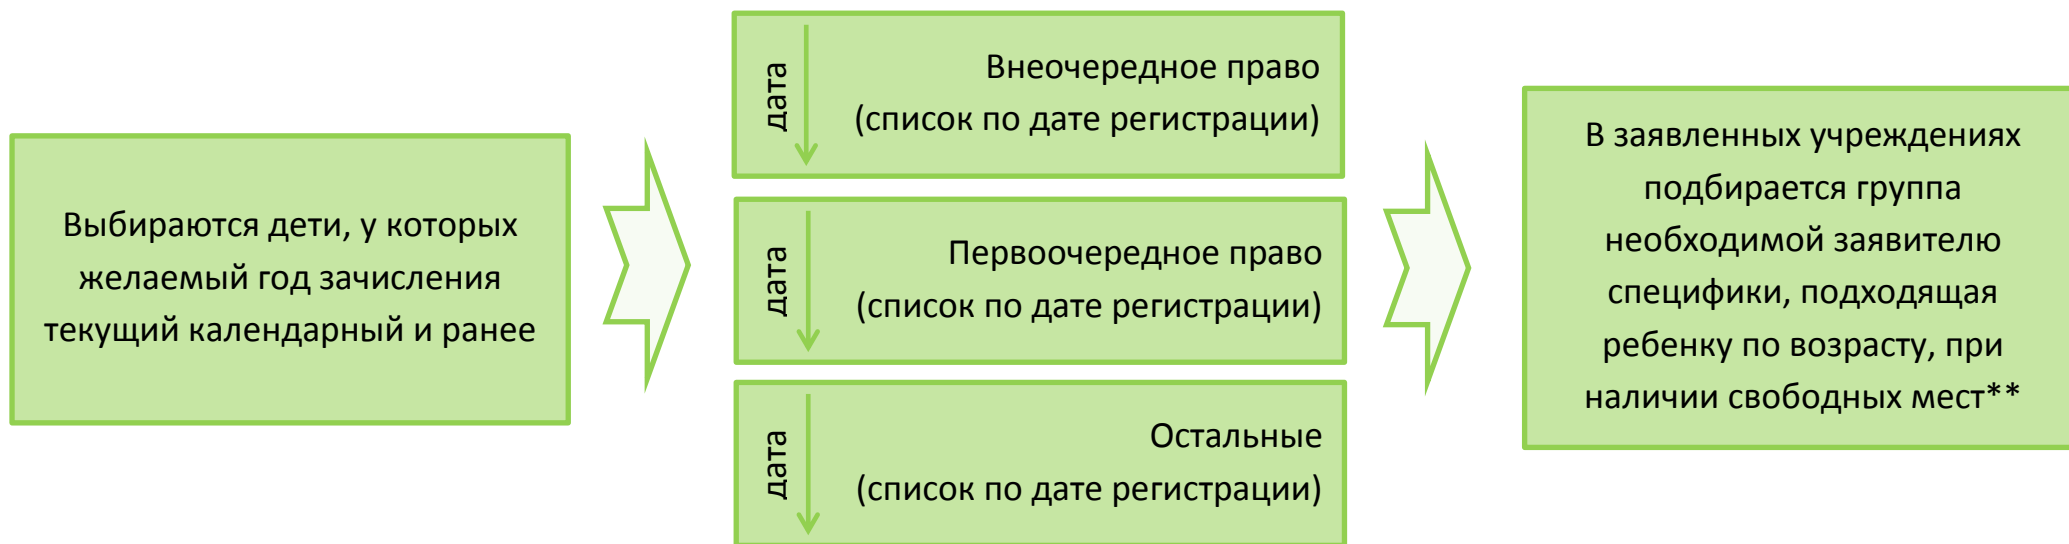 Выбираются дети, у которых
желаемый год зачисления
текущий календарный и ранее
дата
Внеочередное право
(список по дате регистрации)
дата
Первоочередное право
(список по дате регистрации)
дата
Остальные
(список по дате регистрации)
В заявленных учреждениях
подбирается группа
необходимой заявителю
специфики, подходящая
ребенку по возрасту, при
наличии свободных мест**